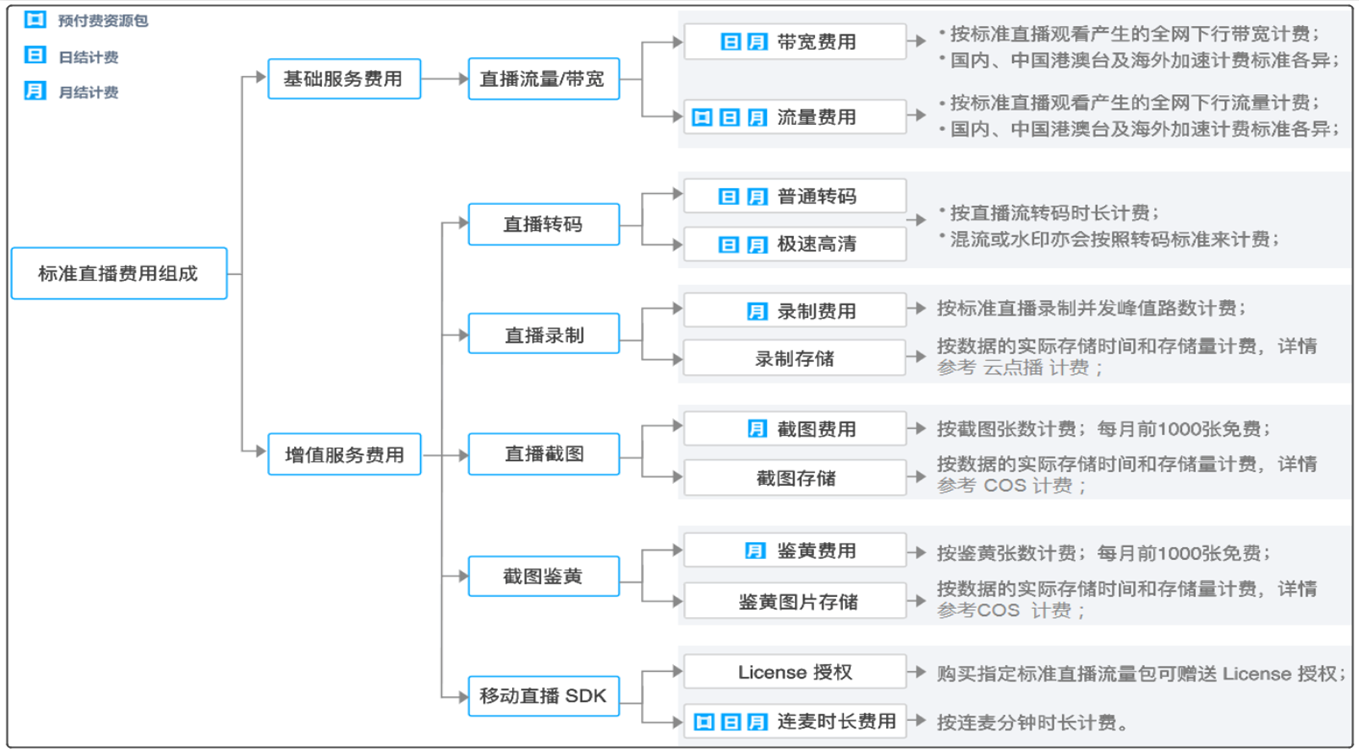 预付费资源包
日 日结计费
月 月结计费
标准直播费用组成
基础服务费用
直播流量/带宽
日 月 带宽费用
•按标准直播观看产生的全网下行带宽计费；
•国内、中国港澳台及海外加速计费标准各异；
日 月 流量费用
•按标准直播观看产生的全网下行流量计费；
•国内、中国港澳台及海外加速计费标准各异；
增值服务费用
直播转码
日 月 普通转码
日 月 极速高清
•按直播流转码时长计费；
•混流或水印亦会按照转码标准来计费；
直播录制
月 录制费用
按标准直播录制并发峰值路数计费；
录制存储
按数据的实际存储时间和存储量计费，详情
参考 云点播 计费；
直播截图
月 截图费用
按截图张数计费；每月前1000张免费；
截图存储
按数据的实际存储时间和存储量计费，详情
参考 COS 计费；
截图鉴黄
月 鉴黄费用
按鉴黄张数计费；每月前1000张免费；
鉴黄图片存储
按数据的实际存储时间和存储量计费，详情
参考COS 计费；
移动直播 SDK
License 授权
购买指定标准直播流量包可赠送 License 授权；
日 月 连麦时长费用
按连麦分钟时长计费。